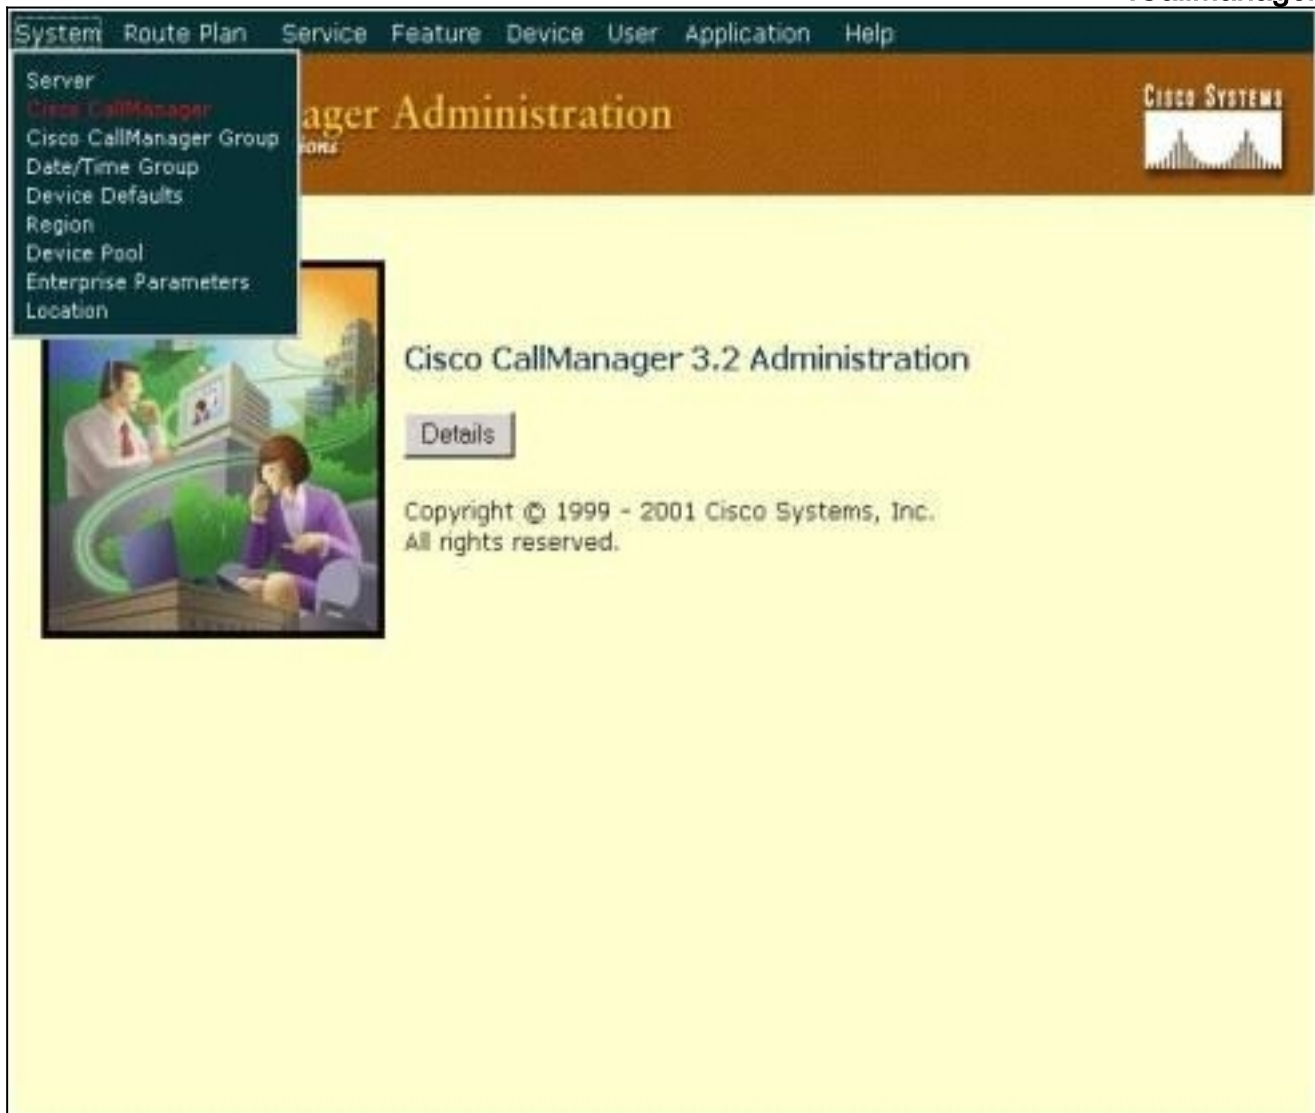 System Route Plan Service Feature Device User Application Help
Server
Cisco CallManager
Cisco CallManager Group
Date/Time Group
Device Defaults
Region
Device Pool
Enterprise Parameters
Location
ager Administration
ions
CISCO SYSTEMS
Cisco CallManager 3.2 Administration
Details
Copyright © 1999 - 2001 Cisco Systems, Inc.
All rights reserved.